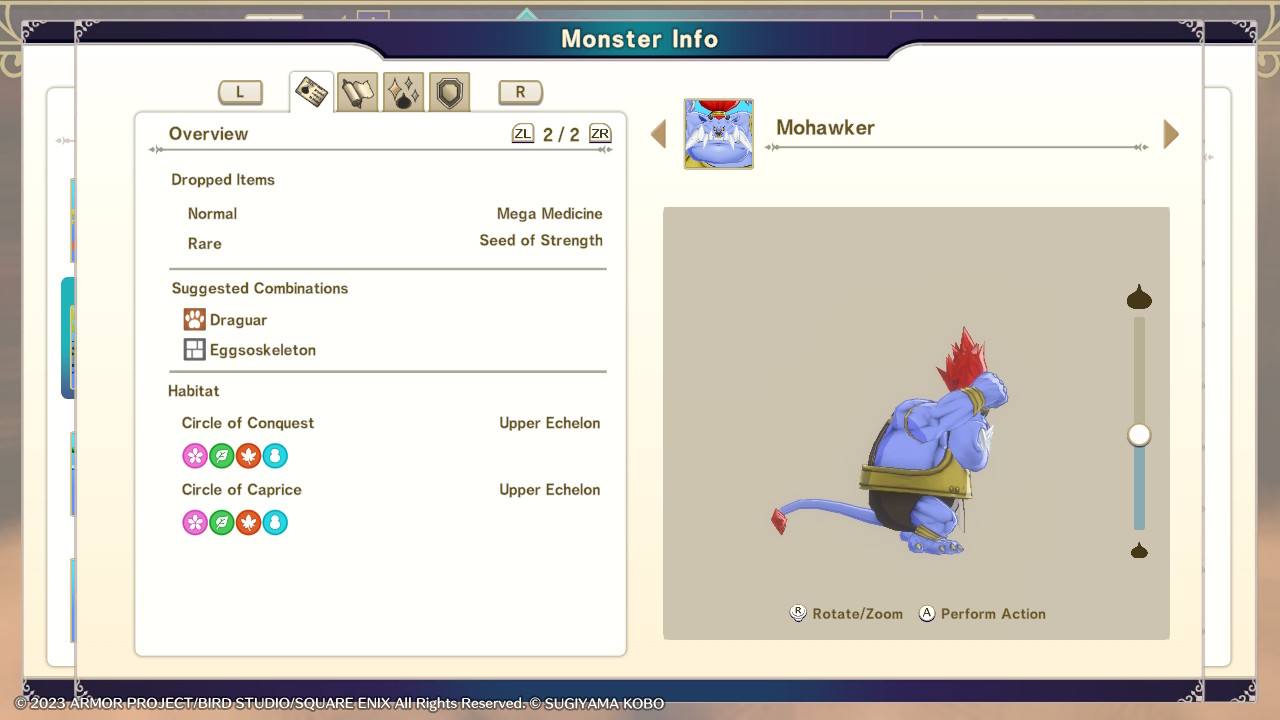 Monster Info
L
R
Overview
ZL 2 / 2 ZR
Dropped Items
Normal Mega Medicine
Rare Seed of Strength
Suggested Combinations
Draguar
Eggsoskeleton
Habitat
Circle of Conquest Upper Echelon
Circle of Caprice Upper Echelon
Mohawker
R Rotate/Zoom A Perform Action
© 2023 ARMOR PROJECT/BIRD STUDIO/SQUARE ENIX All Rights Reserved. © SUGIYAMA KOBO